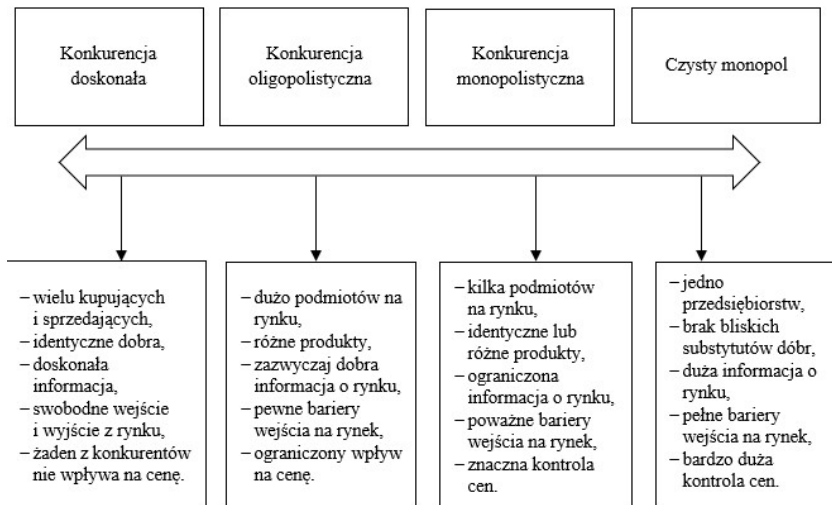 Konkurencja
doskonała
Konkurencja
oligopolistyczna
Konkurencja
monopolistyczna
Czysty monopol
– wielu kupujących
i sprzedających,
– identyczne dobra,
– doskonała
informacja,
– swobodne wejście
i wyjście z rynku,
– żaden z konkurentów
nie wpływa na cenę.
– dużo podmiotów na
rynku,
– różne produkty,
– zazwyczaj dobra
informacja o rynku,
– pewne bariery
wejścia na rynek,
– ograniczony wpływ
na cenę.
– kilka podmiotów
na rynku,
– identyczne lub
różne produkty,
– ograniczona
informacja o rynku,
– poważne bariery
wejścia na rynek,
– znaczna kontrola
cen.
– jedno
przedsiębiorstw,
– brak bliskich
substytutów dóbr,
– duża informacja o
rynku,
– pełne bariery
wejścia na rynek,
– bardzo duża
kontrola cen.